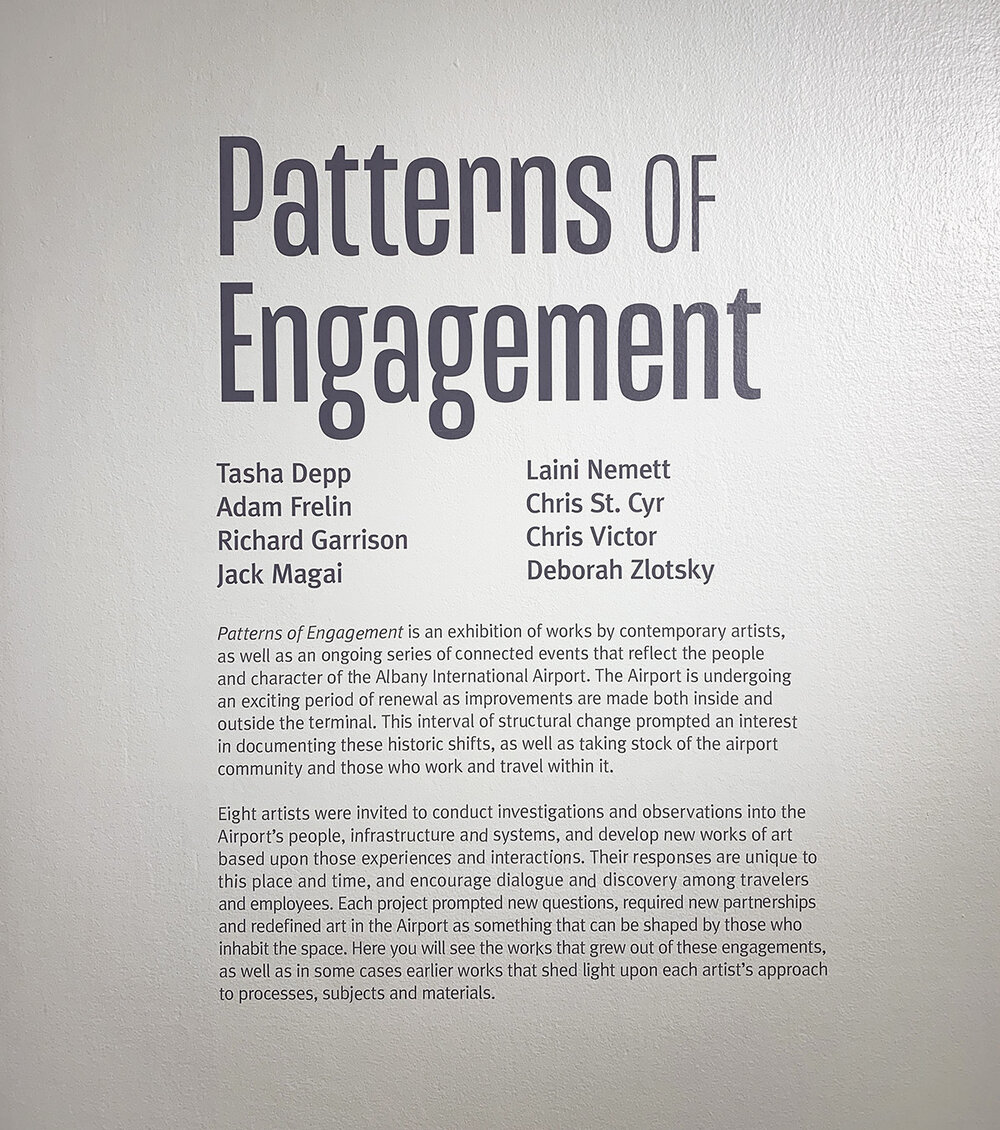 Patterns OF
Engagement
Tasha Depp
Adam Frelin
Richard Garrison
Jack Magai
Laini Nemett
Chris St. Cyr
Chris Victor
Deborah Zlotsky
Patterns of Engagement is an exhibition of works by contemporary artists,
as well as an ongoing series of connected events that reflect the people
and character of the Albany International Airport. The Airport is undergoing
an exciting period of renewal as improvements are made both inside and
outside the terminal. This interval of structural change prompted an interest
in documenting these historic shifts, as well as taking stock of the airport
community and those who work and travel within it.
Eight artists were invited to conduct investigations and observations into the
Airport's people, infrastructure and systems, and develop new works of art
based upon those experiences and interactions. Their responses are unique to
this place and time, and encourage dialogue and discovery among travelers
and employees. Each project prompted new questions, required new partnerships
and redefined art in the Airport as something that can be shaped by those who
inhabit the space. Here you will see the works that grew out of these engagements,
as well as in some cases earlier works that shed light upon each artist's approach
to processes, subjects and materials.